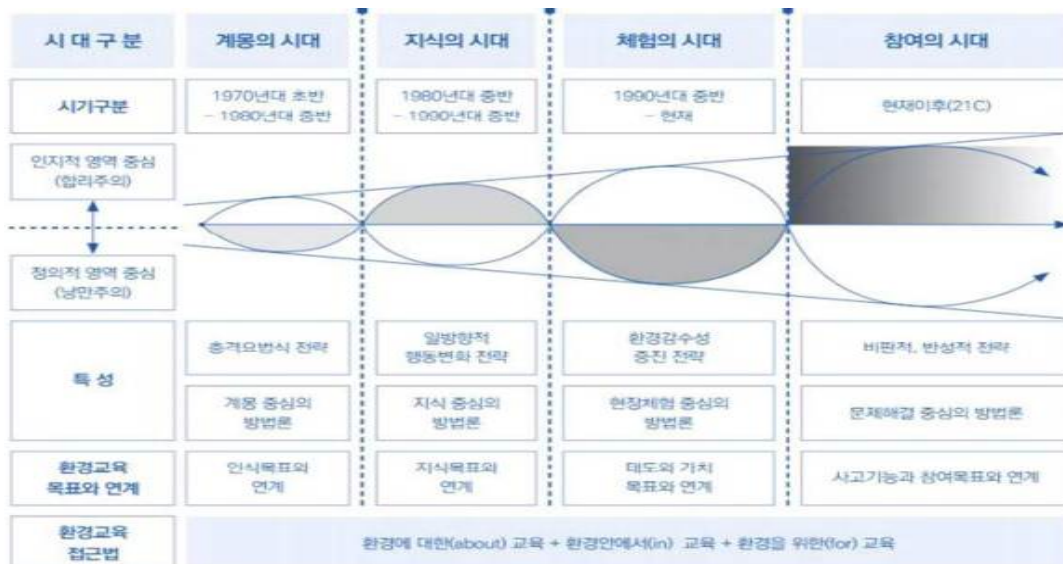 시 대 구 분
계몽의 시대
지식의 시대
체험의 시대
참여의 시대
시기구분
1970년대 초반
– 1980년대 중반
1980년대 중반
– 1990년대 중반
1990년대 중반
– 현재
현재이후(21C)
인지적 영역 중심
(합리주의)
정의적 영역 중심
(낭만주의)
특 성
충격요법식 전략
일방향적
행동변화 전략
환경감수성
증진 전략
비판적, 반성적 전략
계몽 중심의
방법론
지식 중심의
방법론
현장체험 중심의
방법론
문제해결 중심의 방법론
환경교육
목표와 연계
인식목표와
연계
지식목표와
연계
태도와 가치
목표와 연계
사고기능과 참여목표와 연계
환경교육
접근법
환경에 대한(about) 교육 + 환경안에서(in) 교육 + 환경을 위한(for) 교육